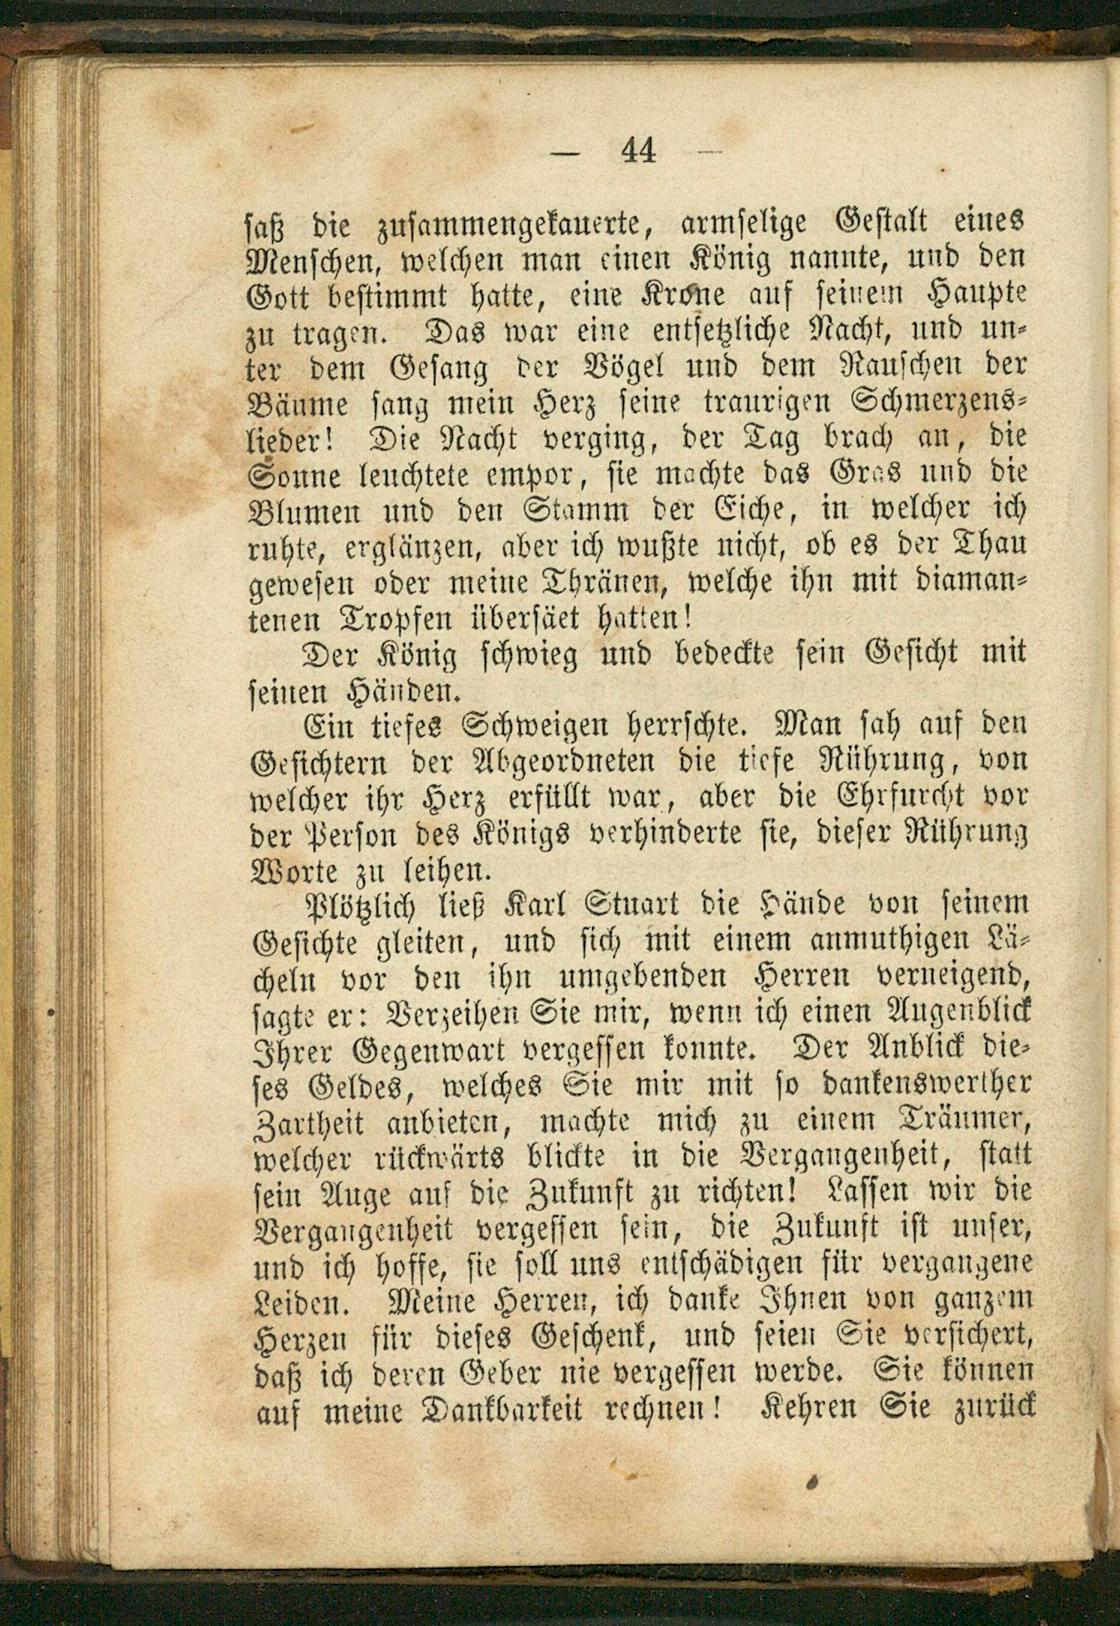 — 44 —
saß die zusammengekauerte, armselige Gestalt eines
Menschen, welchen man einen König nannte, und den
Gott bestimmt hatte, eine Krone auf seinem Haupte
zu tragen. Das war eine entsetzliche Nacht, und un-
ter dem Gesang der Vögel und dem Rauschen der
Bäume sang mein Herz seine traurigen Schmerzens-
lieder! Die Nacht verging, der Tag brach an, die
Sonne leuchtete empor, sie machte das Gras und die
Blumen und den Stamm der Eiche, in welcher ich
ruhte, erglänzen, aber ich wußte nicht, ob es der Thau
gewesen oder meine Thränen, welche ihn mit diaman-
tenen Tropfen übersäet hatten!
Der König schwieg und bedeckte sein Gesicht mit
seinen Händen.
Ein tiefes Schweigen herrschte. Man sah auf den
Gesichtern der Abgeordneten die tiefe Rührung, von
welcher ihr Herz erfüllt war, aber die Ehrfurcht vor
der Person des Königs verhinderte sie, dieser Rührung
Worte zu leihen.
Plötzlich ließ Karl Stuart die Hände von seinem
Gesichte gleiten, und sich mit einem anmuthigen Lä-
cheln vor den ihn umgebenden Herren verneigend,
sagte er: Verzeihen Sie mir, wenn ich einen Augenblick
Ihrer Gegenwart vergessen konnte. Der Anblick die-
ses Geldes, welches Sie mir mit so dankenswerther
Zartheit anbieten, machte mich zu einem Träumer,
welcher rückwärts blickte in die Vergangenheit, statt
sein Auge auf die Zukunft zu richten! Lassen wir die
Vergangenheit vergessen sein, die Zukunft ist unser,
und ich hoffe, sie soll uns entschädigen für vergangene
Leiden. Meine Herren, ich danke Ihnen von ganzem
Herzen für dieses Geschenk, und seien Sie versichert,
daß ich deren Geber nie vergessen werde. Sie können
auf meine Dankbarkeit rechnen! Kehren Sie zurück